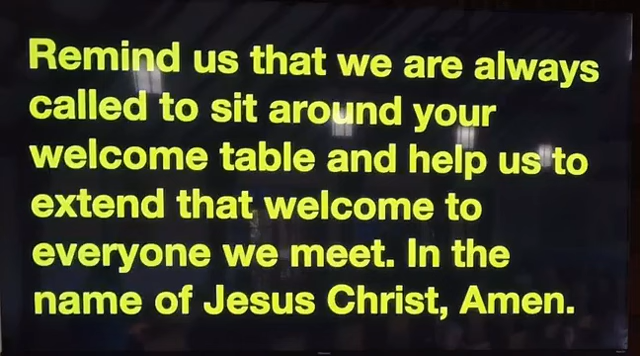 Remind us that we are always
called to sit around your
welcome table and help us to
extend that welcome to
everyone we meet. In the
name of Jesus Christ, Amen.